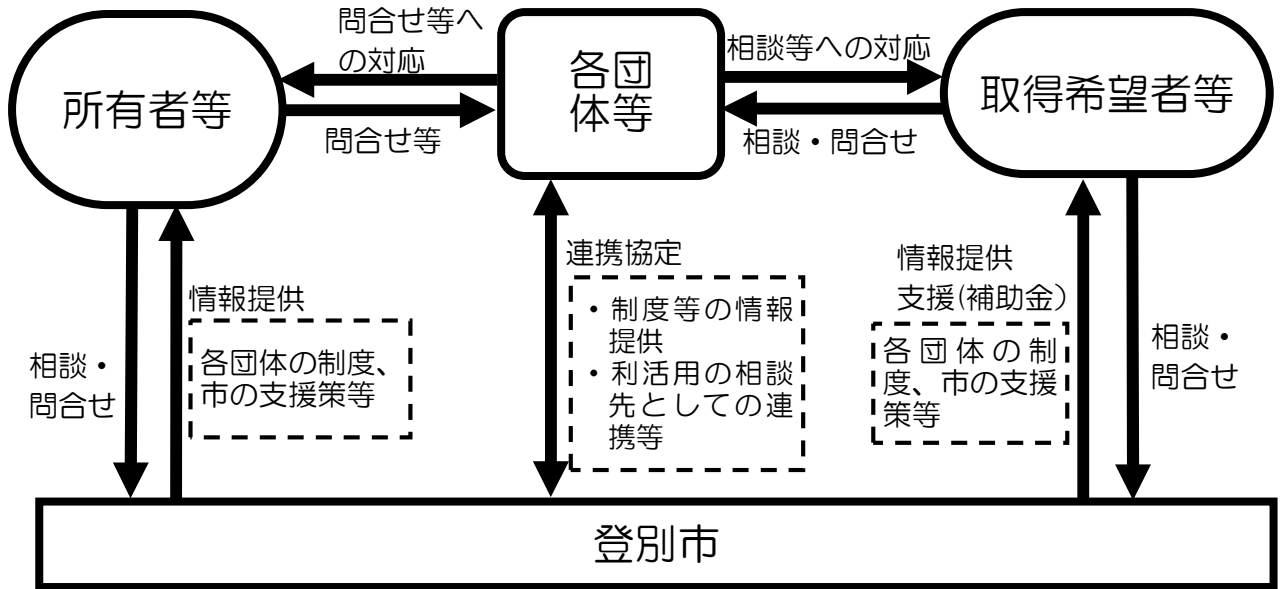 問合せ等へ
の対応
各団
体等
相談等への対応
所有者等
取得希望者等
問合せ等
相談・問合せ
連携協定
・制度等の情報
提供
・利活用の相談
先としての連
携等
情報提供
各団体の制度、
市の支援策等
相談・
問合せ
情報提供
支援(補助金）
各団体の制
度、市の支援
策等
相談・
問合せ
登別市